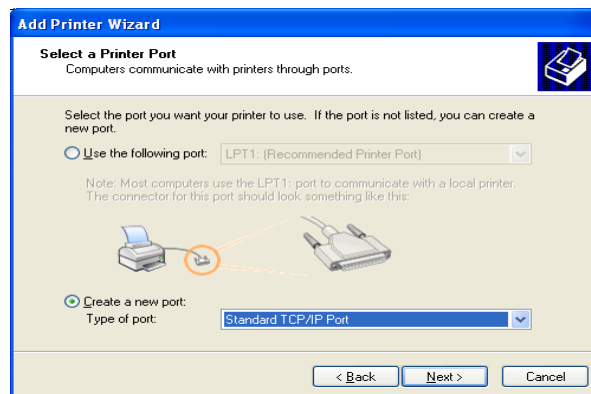 Add Printer Wizard
Select a Printer Port
Computers communicate with printers through ports.
Select the port you want your printer to use.  If the port is not listed, you can create a
new port.
Use the following port: LPT1: (Recommended Printer Port)
Note: Most computers use the LPT1: port to communicate with a local printer.
The connector for this port should look something like this:
Create a new port:
Type of port: Standard TCP/IP Port
< Back Next > Cancel